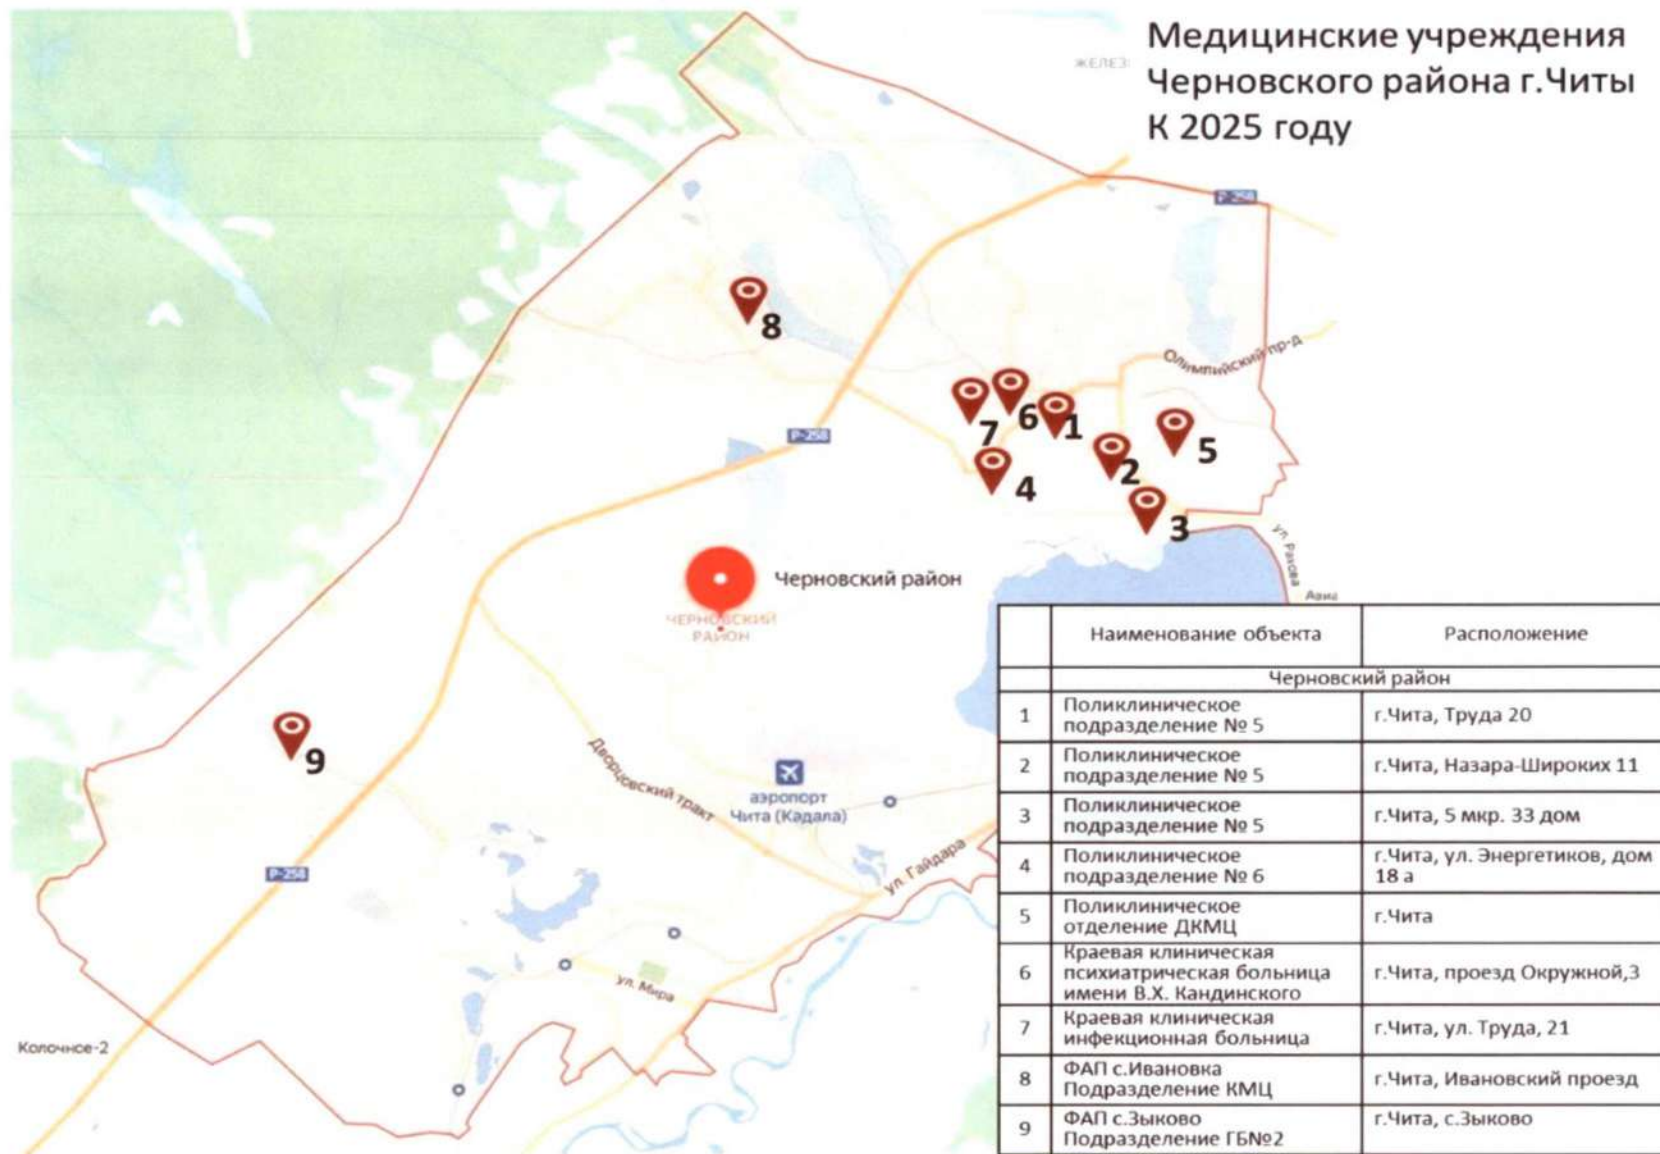 Медицинские учреждения
Черновского района г.Читы
К 2025 году
ЖЕЛЕЗ
Р-258
8
Олимпийский пр-д
6
7
1
Р-258
5
2
4
3
ул. Рахова
Черновский район
ЧЕРНОВСКИЙ
РАЙОН
9
Дворцовский тракт
аэропорт
Чита (Кадала)
ул. Гайдара
Р-258
ул. Мира
Колочное-2
Наименование объекта Расположение
Черновский район
1 Поликлиническое
подразделение № 5 г.Чита, Труда 20
2 Поликлиническое
подразделение № 5 г.Чита, Назара-Широких 11
3 Поликлиническое
подразделение № 5 г.Чита, 5 мкр. 33 дом
4 Поликлиническое
подразделение № 6 г.Чита, ул. Энергетиков, дом
18 а
5 Поликлиническое
отделение ДКМЦ г.Чита
6 Краевая клиническая
психиатрическая больница
имени В.Х. Кандинского г.Чита, проезд Окружной,3
7 Краевая клиническая
инфекционная больница г.Чита, ул. Труда, 21
8 ФАП с.Ивановка
Подразделение КМЦ г.Чита, Ивановский проезд
9 ФАП с.Зыково
Подразделение ГБ№2 г.Чита, с.Зыково